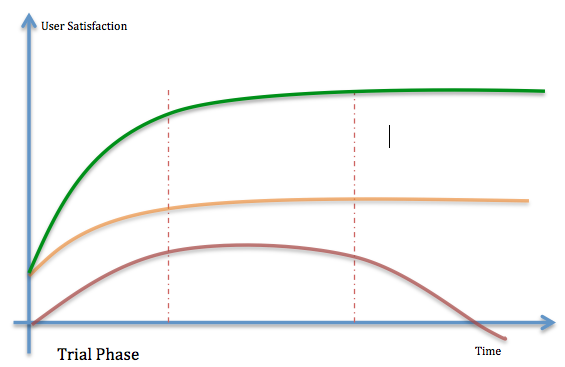 User Satisfaction
Trial Phase
Time